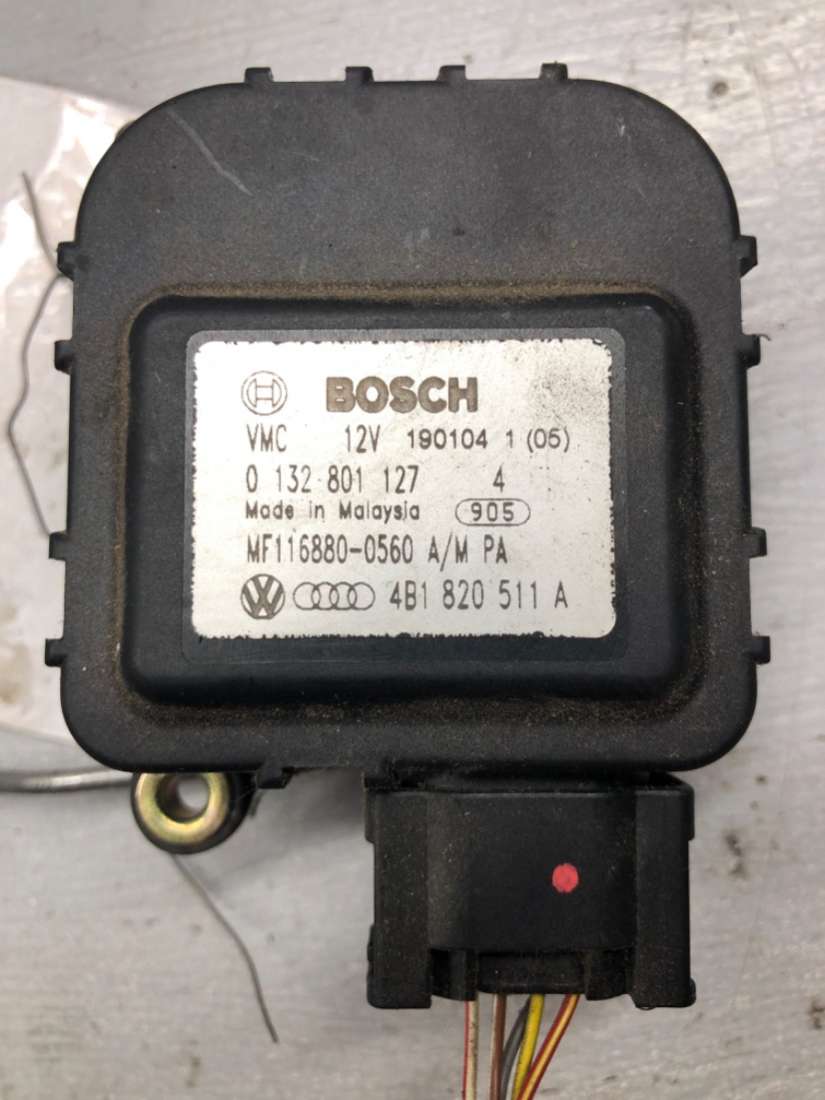 BOSCH
VMC 12V 190104 1 (05)
0 132 801 127 4
Made in Malaysia 905
MF116880-0560 A/M PA
VW 4B1 820 511 A